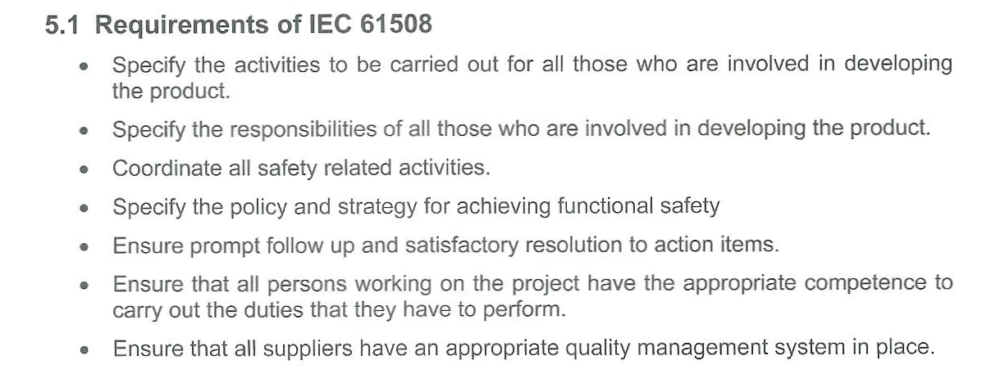 5.1 Requirements of IEC 61508
• Specify the activities to be carried out for all those who are involved in developing
the product.
• Specify the responsibilities of all those who are involved in developing the product.
• Coordinate all safety related activities.
• Specify the policy and strategy for achieving functional safety
• Ensure prompt follow up and satisfactory resolution to action items.
• Ensure that all persons working on the project have the appropriate competence to
carry out the duties that they have to perform.
• Ensure that all suppliers have an appropriate quality management system in place.